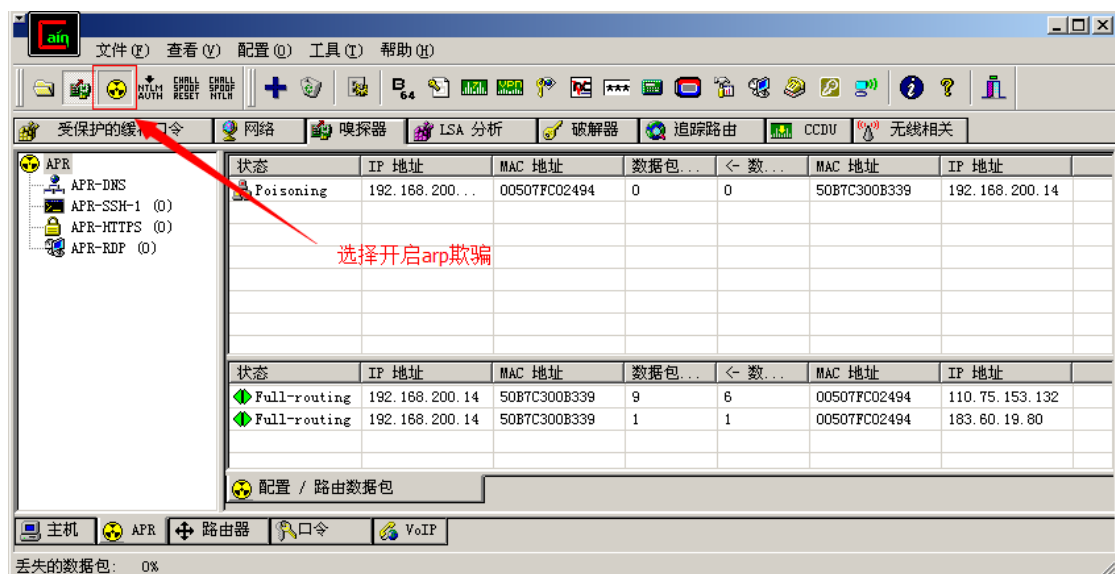 Cain
文件(F) 查看(V) 配置(O) 工具(T) 帮助(H)
NTLM AUTH CHALL SPOOF RESET CHALL SPOOF NTLM B64 VPN ***
受保护的缓存口令 网络 嗅探器 LSA 分析 破解器 追踪路由 CCDU 无线相关
APR
APR-DNS
APR-SSH-1 (0)
APR-HTTPS (0)
APR-RDP (0)
状态 IP 地址 MAC 地址 数据包... <- 数... MAC 地址 IP 地址
Poisoning 192.168.200... 00507FC02494 0 0 50B7C300B339 192.168.200.14
选择开启arp欺骗
状态 IP 地址 MAC 地址 数据包... <- 数... MAC 地址 IP 地址
Full-routing 192.168.200.14 50B7C300B339 9 6 00507FC02494 110.75.153.132
Full-routing 192.168.200.14 50B7C300B339 1 1 00507FC02494 183.60.19.80
配置 / 路由数据包
主机 APR 路由器 口令 VoIP
丢失的数据包: 0%